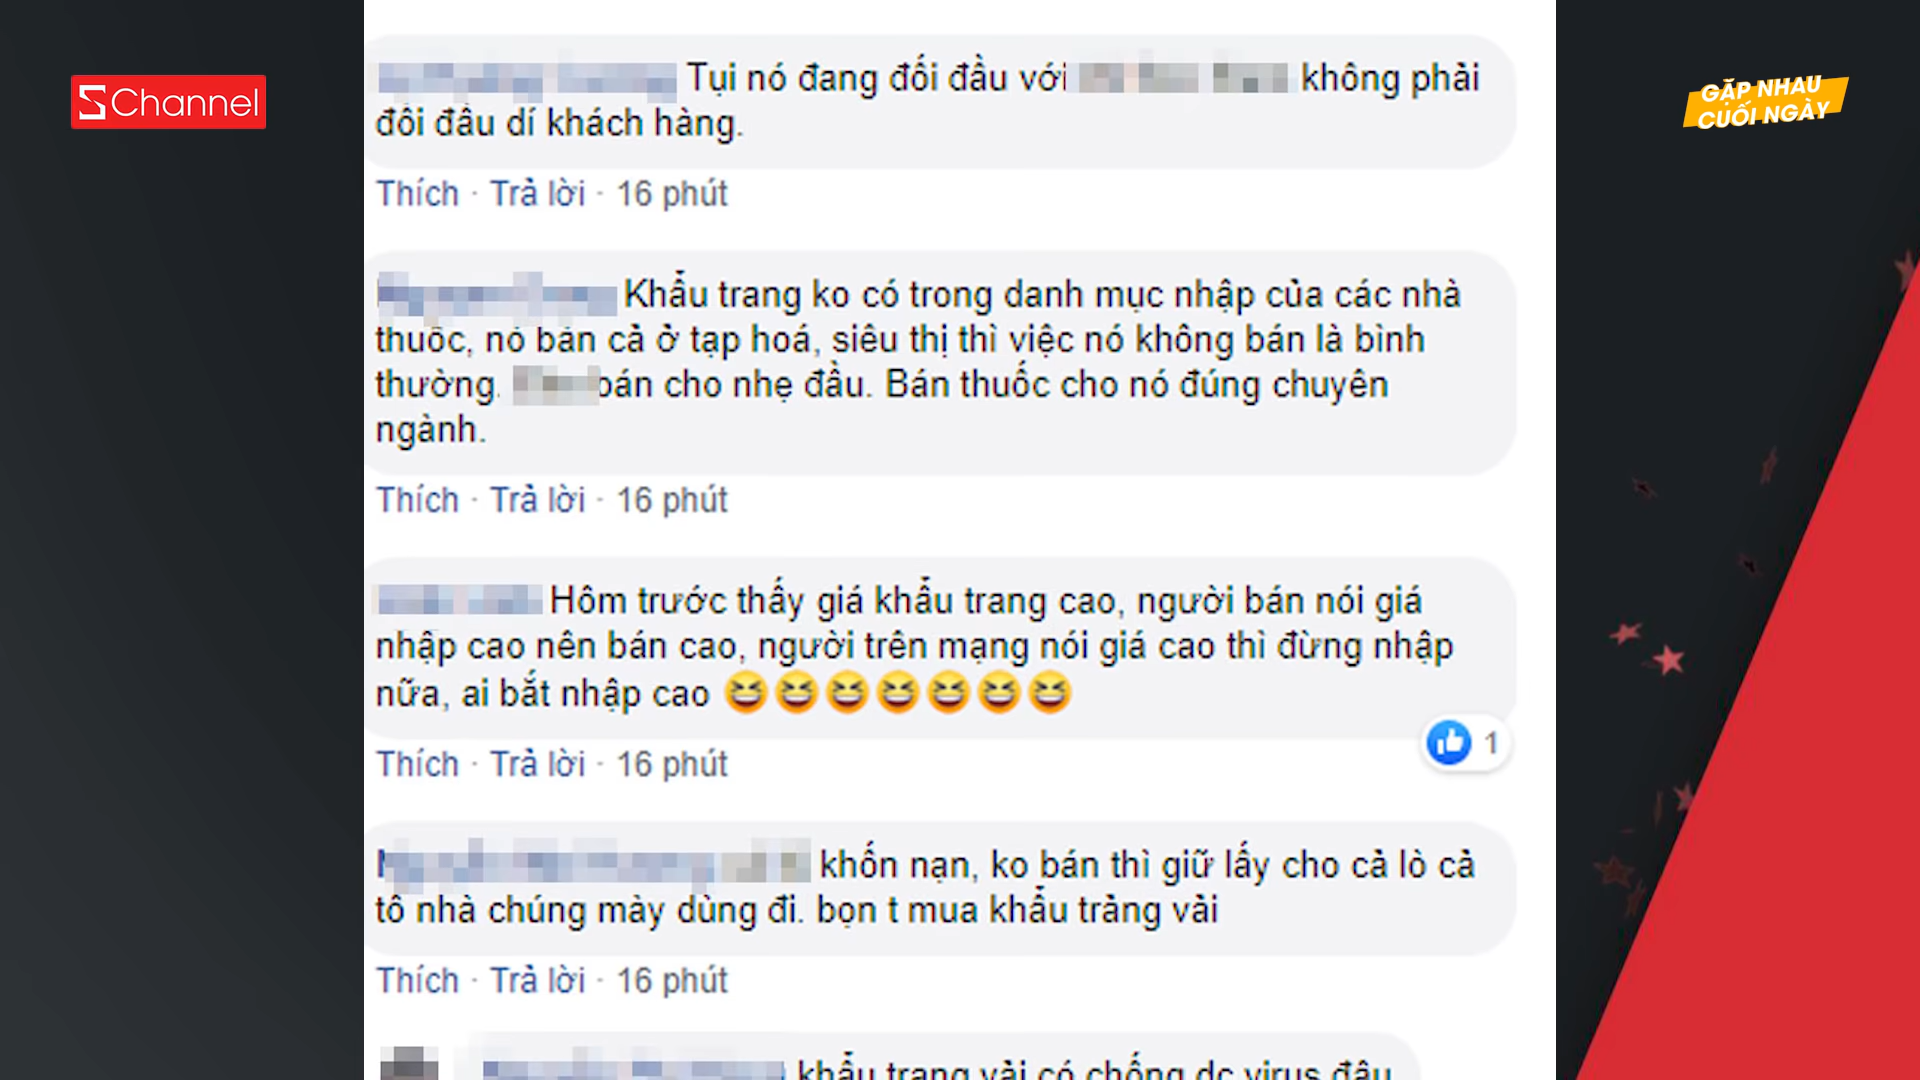 S Channel
GẶP NHAU
CUỐI NGÀY
Tụi nó đang đối đầu với không phải
đối đầu dí khách hàng.
Thích · Trả lời · 16 phút
Khẩu trang ko có trong danh mục nhập của các nhà
thuốc, nó bán cả ở tạp hoá, siêu thị thì việc nó không bán là bình
thường. bán cho nhẹ đầu. Bán thuốc cho nó đúng chuyên
ngành.
Thích · Trả lời · 16 phút
Hôm trước thấy giá khẩu trang cao, người bán nói giá
nhập cao nên bán cao, người trên mạng nói giá cao thì đừng nhập
nữa, ai bắt nhập cao 😆😆😆😆😆😆😆
1
Thích · Trả lời · 16 phút
khốn nạn, ko bán thì giữ lấy cho cả lò cả
tô nhà chúng mày dùng đi. bọn t mua khẩu trảng vải
Thích · Trả lời · 16 phút
khẩu trang vải có chống dc virus đâu